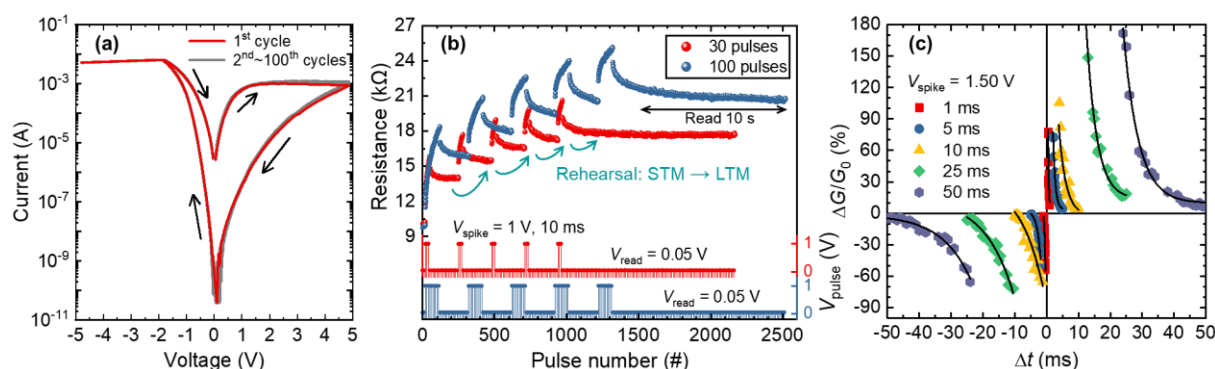 (a)
1st cycle
2nd~100th cycles
10-1
10-3
10-5
10-7
10-9
10-11
Current (A)
-5 -4 -3 -2 -1 0 1 2 3 4 5
Voltage (V)
(b)
30 pulses
100 pulses
27
24
21
18
15
12
9
Resistance (kΩ)
Read 10 s
Rehearsal: STM → LTM
Vspike = 1 V, 10 ms
Vread = 0.05 V
Vread = 0.05 V
1
0
1
0
Vpulse (V)
0 500 1000 1500 2000 2500
Pulse number (#)
(c)
Vspike = 1.50 V
1 ms
5 ms
10 ms
25 ms
50 ms
180
150
120
90
60
30
0
-30
-60
-90
ΔG/G0 (%)
-50 -40 -30 -20 -10 0 10 20 30 40 50
Δt (ms)